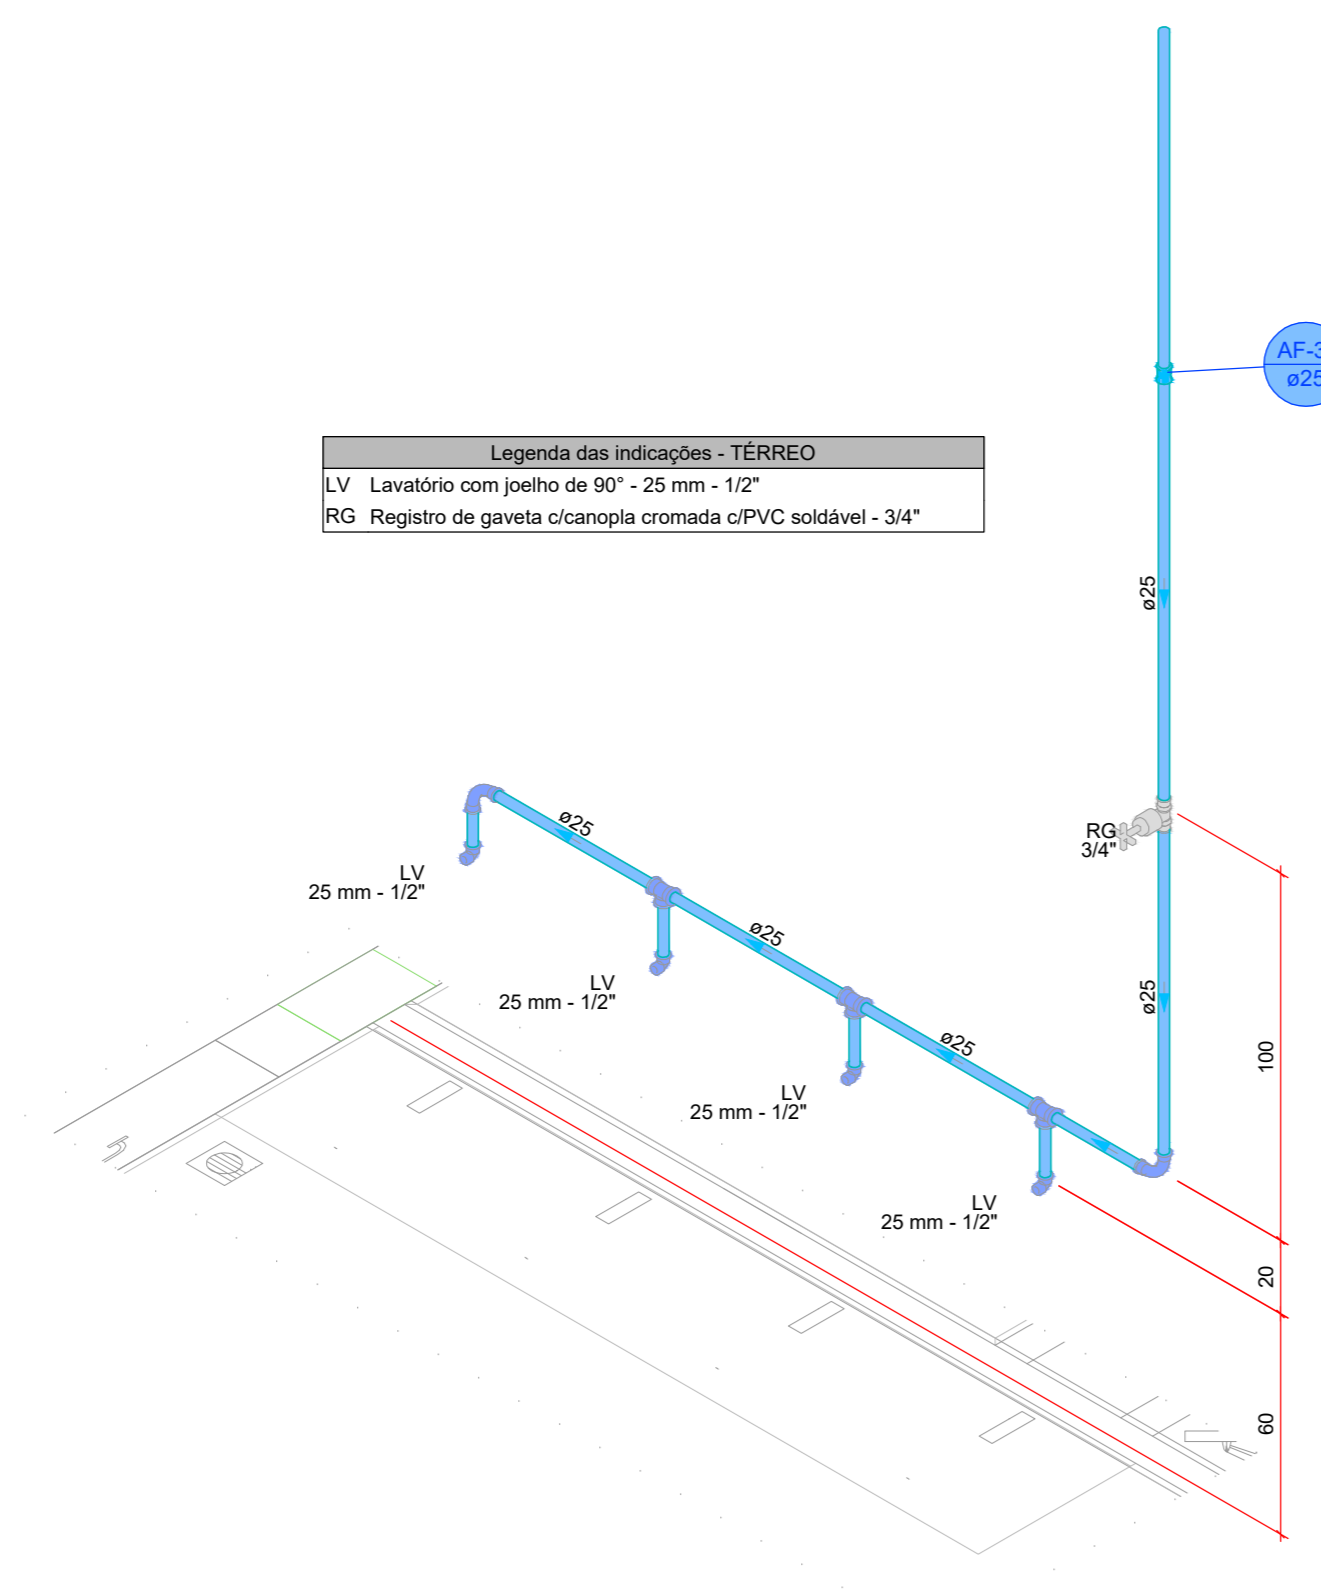 AF-3
ø25
Legenda das indicações - TÉRREO
LV Lavatório com joelho de 90° - 25 mm - 1/2"
RG Registro de gaveta c/canopla cromada c/PVC soldável - 3/4"
ø25
RG
3/4"
ø25
LV
25 mm - 1/2"
ø25
LV
25 mm - 1/2"
ø25
ø25
100
LV
25 mm - 1/2"
LV
25 mm - 1/2"
20
60